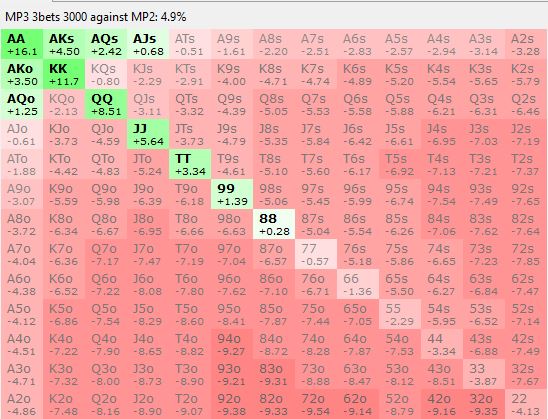 MP3 3bets 3000 against MP2: 4.9%
AA AKs AQs AJs ATs A9s A8s A7s A6s A5s A4s A3s A2s
+16.1 +4.50 +2.42 +0.68 -0.51 -1.61 -2.20 -2.51 -2.83 -2.57 -2.94 -3.14 -3.28
AKo KK KQs KJs KTs K9s K8s K7s K6s K5s K4s K3s K2s
+3.50 +11.7 -0.80 -2.29 -2.91 -4.00 -4.71 -4.74 -4.89 -5.20 -5.54 -5.65 -5.79
AQo KQo QQ QJs QTs Q9s Q8s Q7s Q6s Q5s Q4s Q3s Q2s
+1.25 -2.13 +8.51 -3.11 -3.32 -4.39 -5.05 -5.53 -5.58 -5.88 -6.21 -6.31 -6.46
AJo KJo QJo JJ JTs J9s J8s J7s J6s J5s J4s J3s J2s
-0.61 -3.73 -4.59 +5.64 -3.73 -4.79 -5.35 -5.84 -6.42 -6.61 -6.95 -7.03 -7.19
ATo KTo QTo JTo TT T9s T8s T7s T6s T5s T4s T3s T2s
-1.88 -4.42 -4.83 -5.24 +3.34 -4.61 -5.10 -5.60 -6.17 -6.92 -7.13 -7.21 -7.37
A9o K9o Q9o J9o T9o 99 98s 97s 96s 95s 94s 93s 92s
-3.07 -5.59 -5.98 -6.39 -6.18 +1.39 -5.06 -5.45 -5.99 -6.74 -7.54 -7.49 -7.65
A8o K8o Q8o J8o T8o 98o 88 87s 86s 85s 84s 83s 82s
-3.72 -6.34 -6.67 -6.95 -6.66 -6.63 +0.28 -5.04 -5.54 -6.26 -7.06 -7.62 -7.64
A7o K7o Q7o J7o T7o 97o 87o 77 76s 75s 74s 73s 72s
-4.04 -6.36 -7.17 -7.47 -7.19 -7.04 -6.57 -0.57 -5.18 -5.86 -6.65 -7.23 -7.85
A6o K6o Q6o J6o T6o 96o 86o 76o 66 65s 64s 63s 62s
-4.38 -6.52 -7.22 -8.08 -7.80 -7.62 -7.10 -6.71 -1.36 -5.50 -6.27 -6.84 -7.47
A5o K5o Q5o J5o T5o 95o 85o 75o 65o 55 54s 53s 52s
-4.12 -6.86 -7.54 -8.29 -8.60 -8.41 -7.87 -7.44 -7.05 -2.29 -5.95 -6.52 -7.14
A4o K4o Q4o J4o T4o 94o 84o 74o 64o 54o 44 43s 42s
-4.51 -7.22 -7.90 -8.65 -8.82 -9.27 -8.72 -8.28 -7.87 -7.53 -3.34 -6.88 -7.49
A3o K3o Q3o J3o T3o 93o 83o 73o 63o 53o 43o 33 32s
-4.71 -7.32 -8.00 -8.73 -8.90 -9.21 -9.31 -8.88 -8.47 -8.12 -8.51 -3.87 -7.67
A2o K2o Q2o J2o T2o 92o 82o 72o 62o 52o 42o 32o 22
-4.86 -7.48 -8.16 -8.90 -9.07 -9.38 -9.33 -9.54 -9.14 -8.79 -9.16 -9.35 -4.13